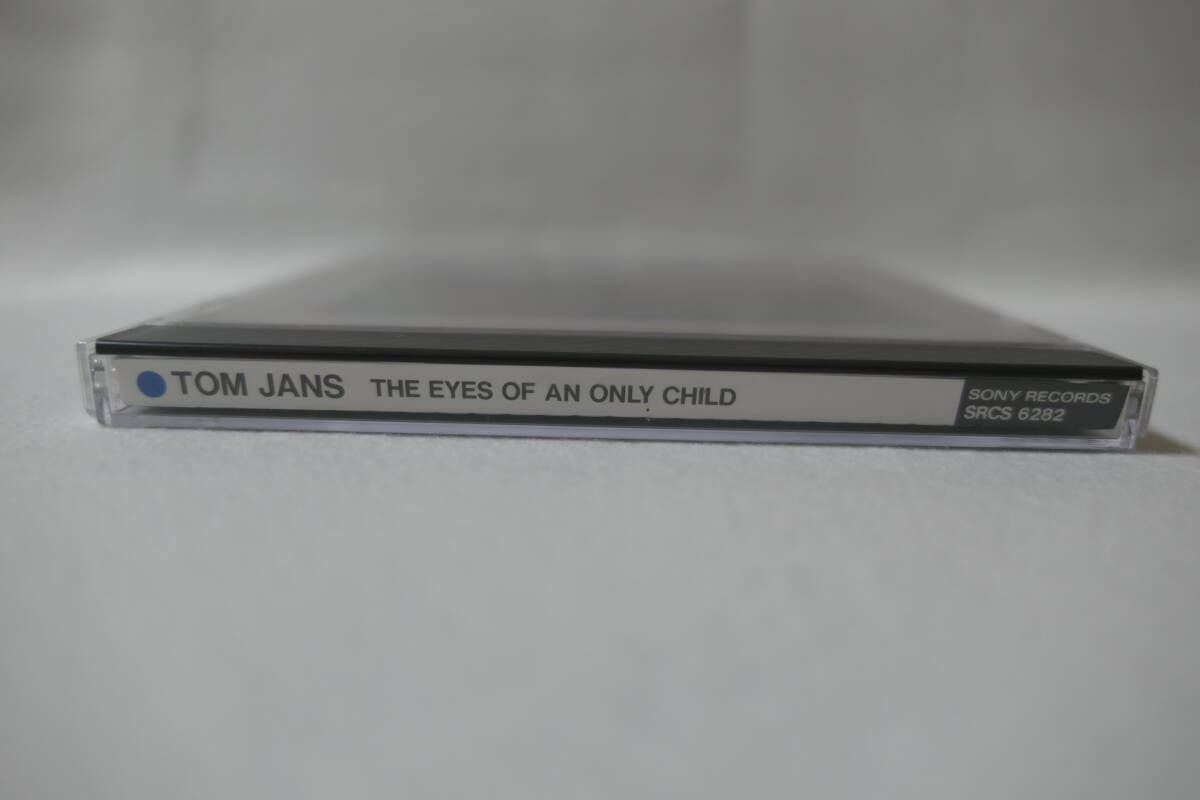 TOM JANS THE EYES OF AN ONLY CHILD
SONY RECORDS
SRCS 6282